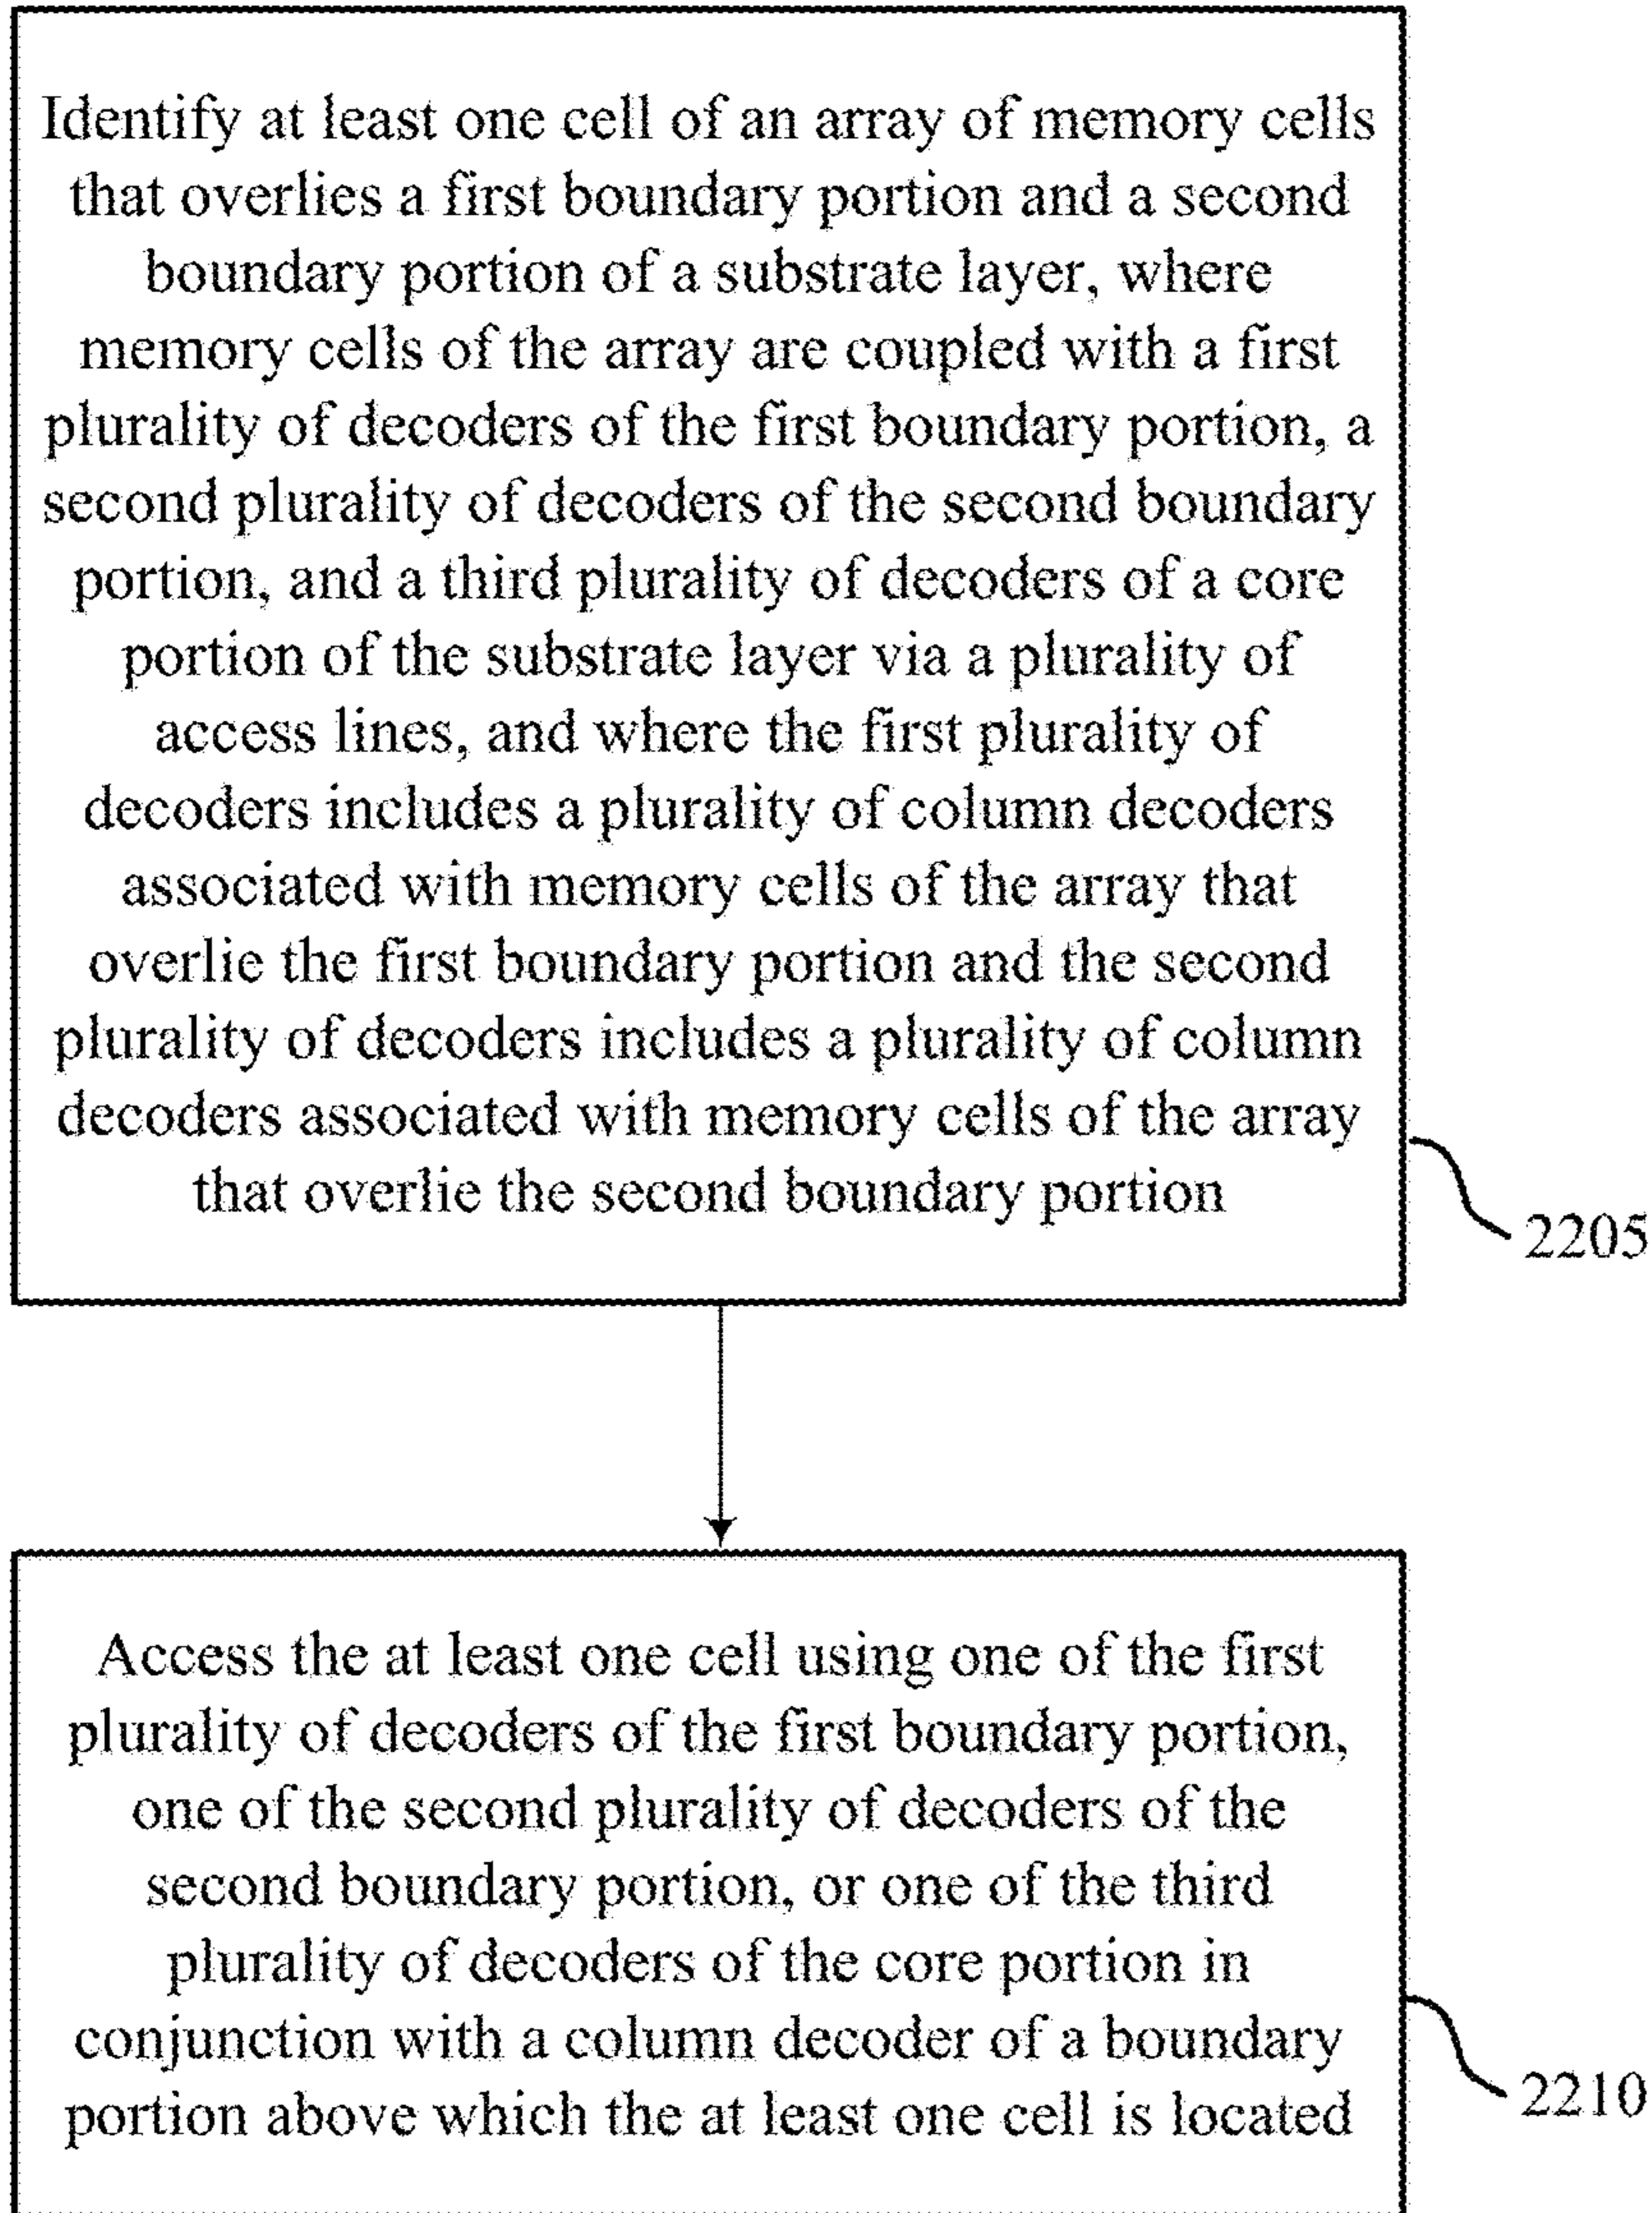 Identify at least one cell of an array of memory cells
that overlies a first boundary portion and a second
boundary portion of a substrate layer, where
memory cells of the array are coupled with a first
plurality of decoders of the first boundary portion, a
second plurality of decoders of the second boundary
portion, and a third plurality of decoders of a core
portion of the substrate layer via a plurality of
access lines, and where the first plurality of
decoders includes a plurality of column decoders
associated with memory cells of the array that
overlie the first boundary portion and the second
plurality of decoders includes a plurality of column
decoders associated with memory cells of the array
that overlie the second boundary portion
2205
Access the at least one cell using one of the first
plurality of decoders of the first boundary portion,
one of the second plurality of decoders of the
second boundary portion, or one of the third
plurality of decoders of the core portion in
conjunction with a column decoder of a boundary
portion above which the at least one cell is located
2210